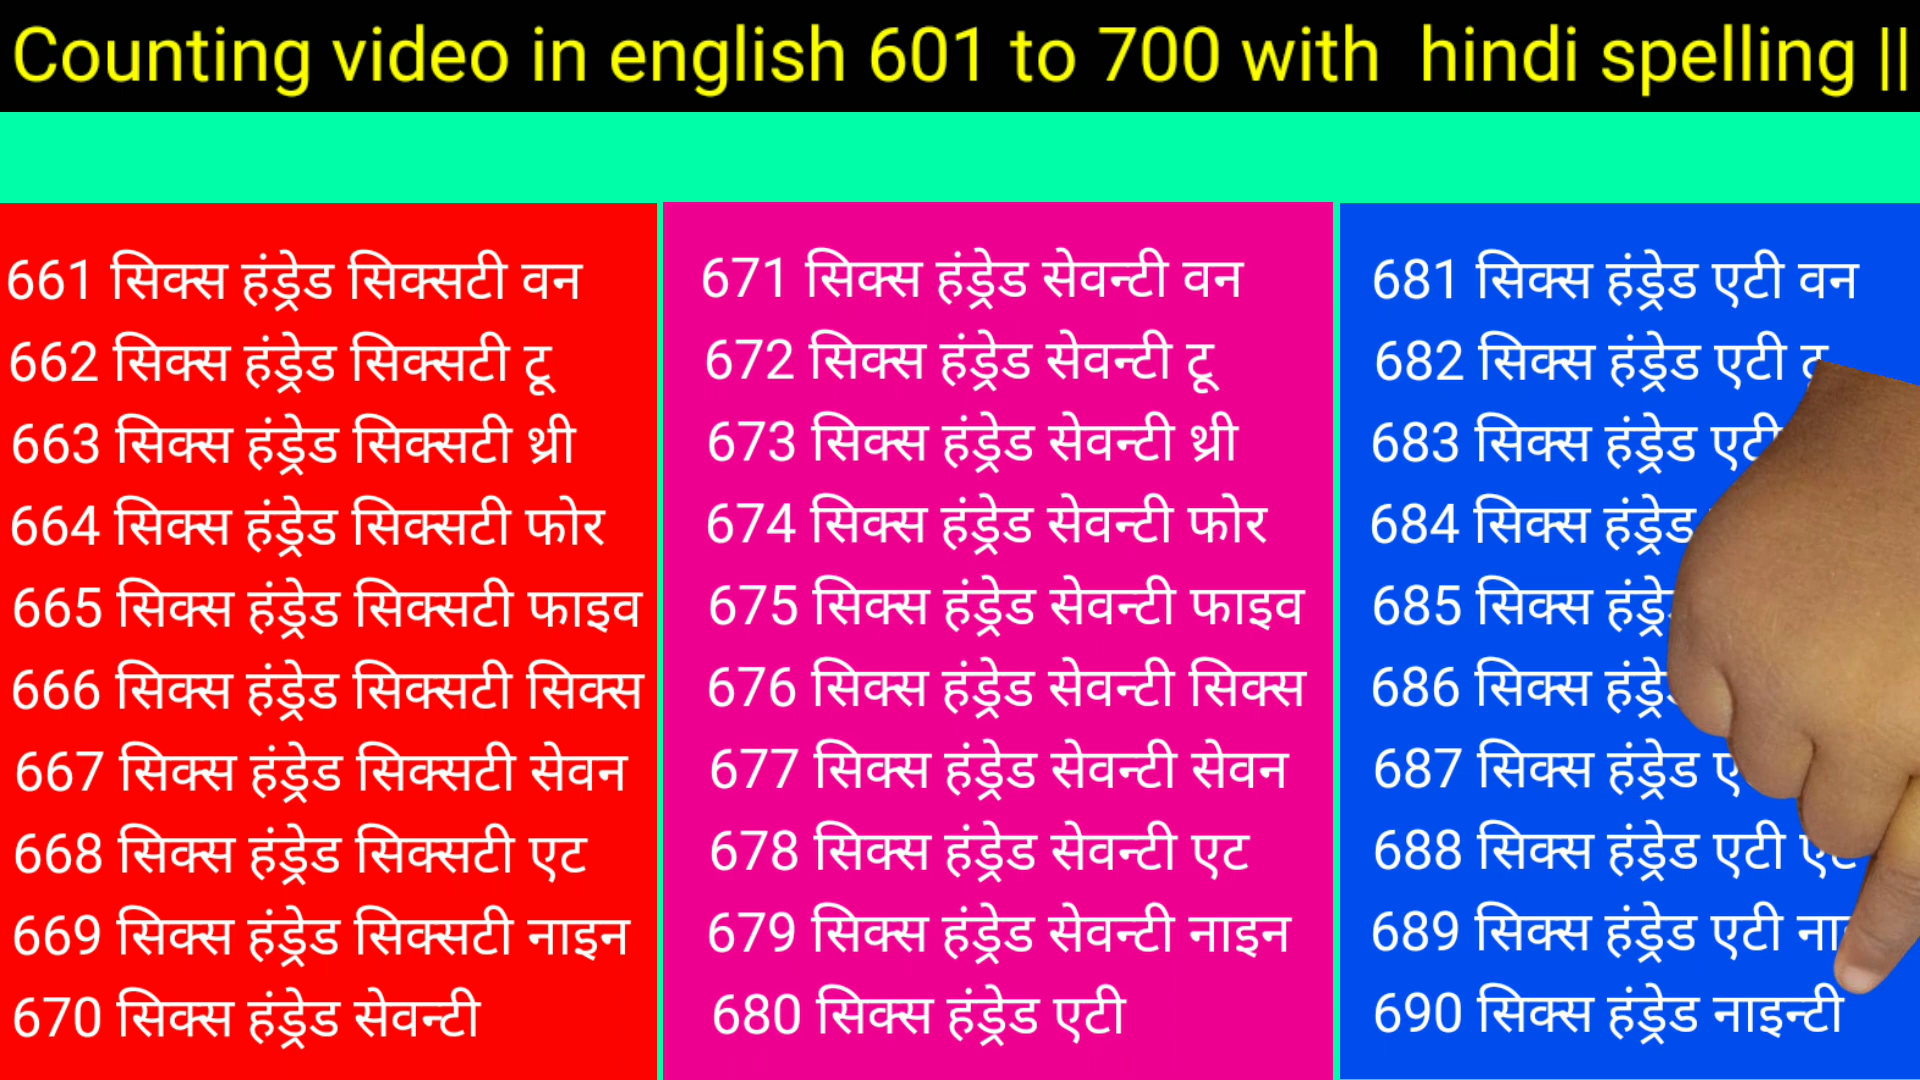 Counting video in english 601 to 700 with hindi spelling ||
661 सिक्स हंड्रेड सिक्सटी वन
662 सिक्स हंड्रेड सिक्सटी टू
663 सिक्स हंड्रेड सिक्सटी थ्री
664 सिक्स हंड्रेड सिक्सटी फोर
665 सिक्स हंड्रेड सिक्सटी फाइव
666 सिक्स हंड्रेड सिक्सटी सिक्स
667 सिक्स हंड्रेड सिक्सटी सेवन
668 सिक्स हंड्रेड सिक्सटी एट
669 सिक्स हंड्रेड सिक्सटी नाइन
670 सिक्स हंड्रेड सेवन्टी
671 सिक्स हंड्रेड सेवन्टी वन
672 सिक्स हंड्रेड सेवन्टी टू
673 सिक्स हंड्रेड सेवन्टी थ्री
674 सिक्स हंड्रेड सेवन्टी फोर
675 सिक्स हंड्रेड सेवन्टी फाइव
676 सिक्स हंड्रेड सेवन्टी सिक्स
677 सिक्स हंड्रेड सेवन्टी सेवन
678 सिक्स हंड्रेड सेवन्टी एट
679 सिक्स हंड्रेड सेवन्टी नाइन
680 सिक्स हंड्रेड एटी
681 सिक्स हंड्रेड एटी वन
682 सिक्स हंड्रेड एटी
683 सिक्स हंड्रेड एटी
684 सिक्स हंड्रेड
685 सिक्स
686 सिक्स
687 सिक्स हंड्रेड
688 सिक्स हंड्रेड एटी एट
689 सिक्स हंड्रेड एटी
690 सिक्स हंड्रेड नाइन्टी